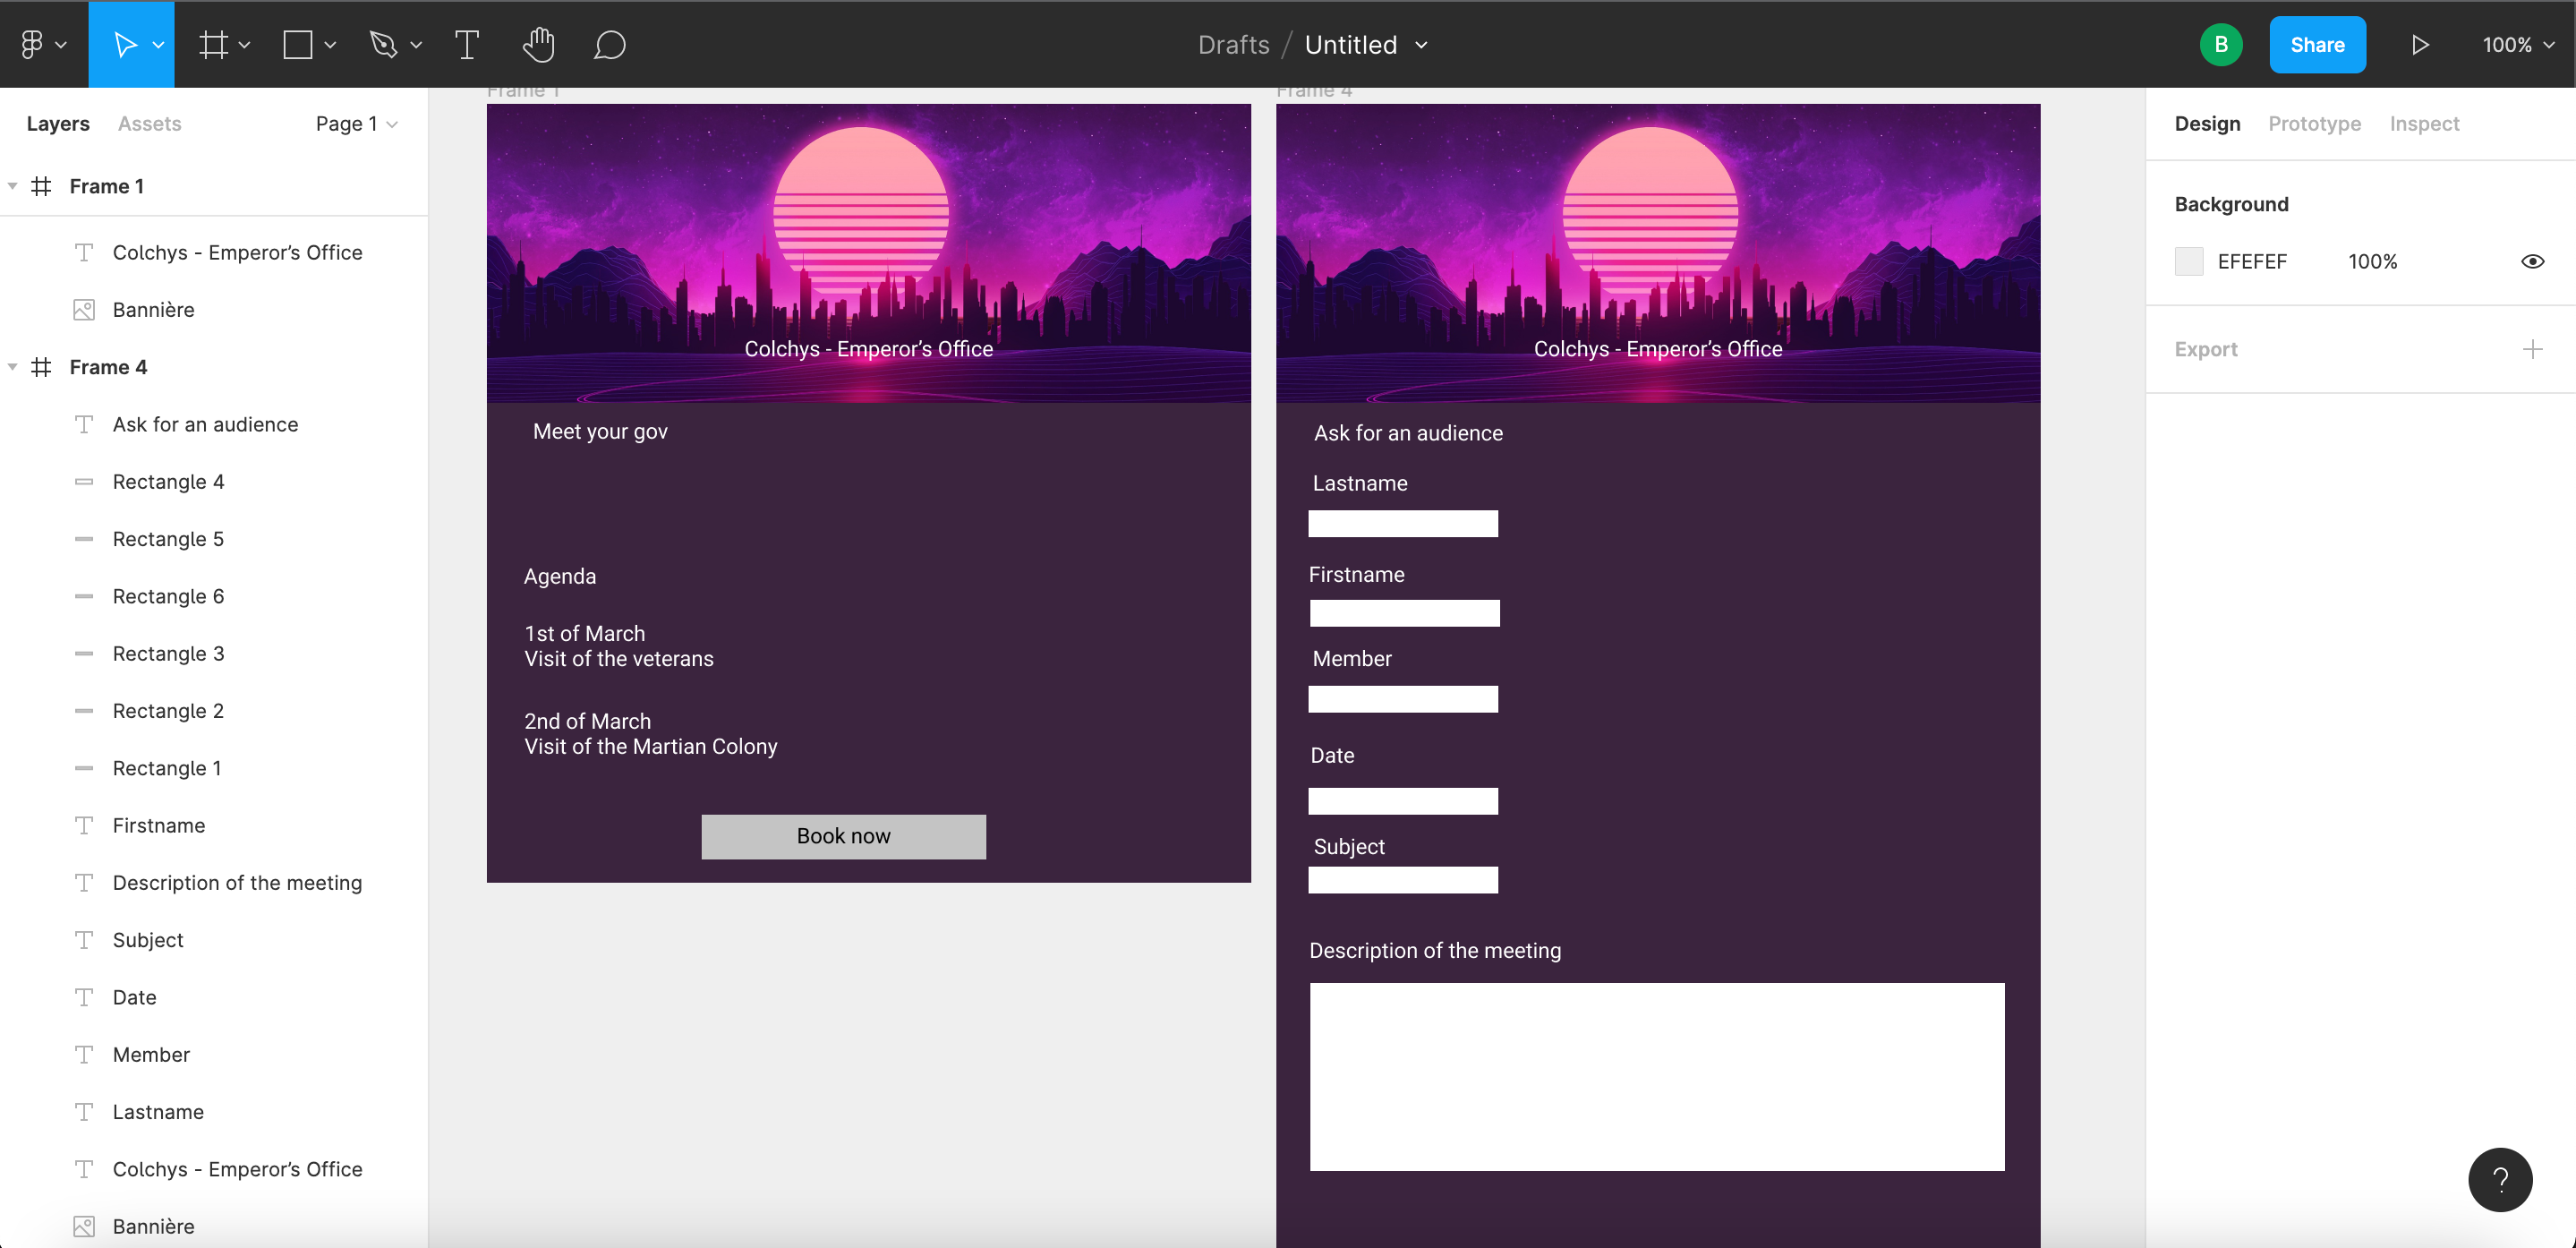 Drafts / Untitled
B
Share
100%
Layers
Assets
Page 1
Frame 1
Colchys - Emperor’s Office
Bannière
Frame 4
Ask for an audience
Rectangle 4
Rectangle 5
Rectangle 6
Rectangle 3
Rectangle 2
Rectangle 1
Firstname
Description of the meeting
Subject
Date
Member
Lastname
Colchys - Emperor’s Office
Bannière
Frame 1
Colchys - Emperor’s Office
Meet your gov
Agenda
1st of March
Visit of the veterans
2nd of March
Visit of the Martian Colony
Book now
Frame 4
Colchys - Emperor’s Office
Ask for an audience
Lastname
Firstname
Member
Date
Subject
Description of the meeting
Design
Prototype
Inspect
Background
EFEFEF
100%
Export
?